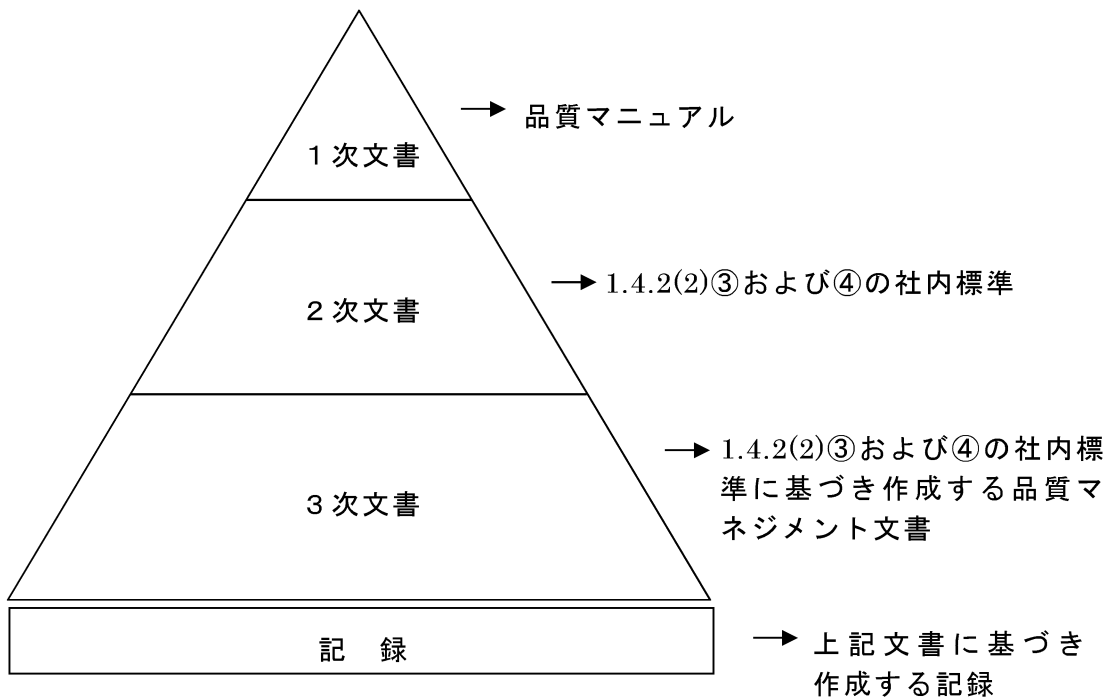 品質マニュアル
1次文書
1.4.2(2)③および④の社内標準
2次文書
1.4.2(2)③および④の社内標
準に基づき作成する品質マ
ネジメント文書
3次文書
記　録
上記文書に基づき
作成する記録